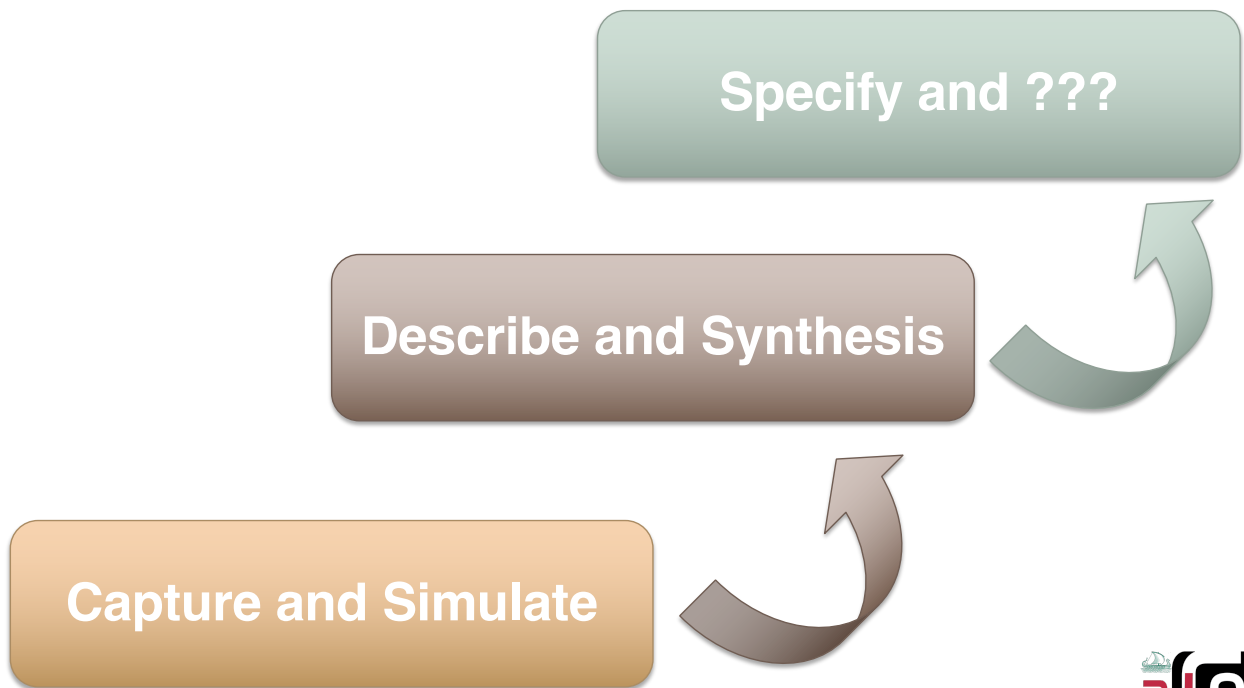 Specify and ???
Describe and Synthesis
Capture and Simulate